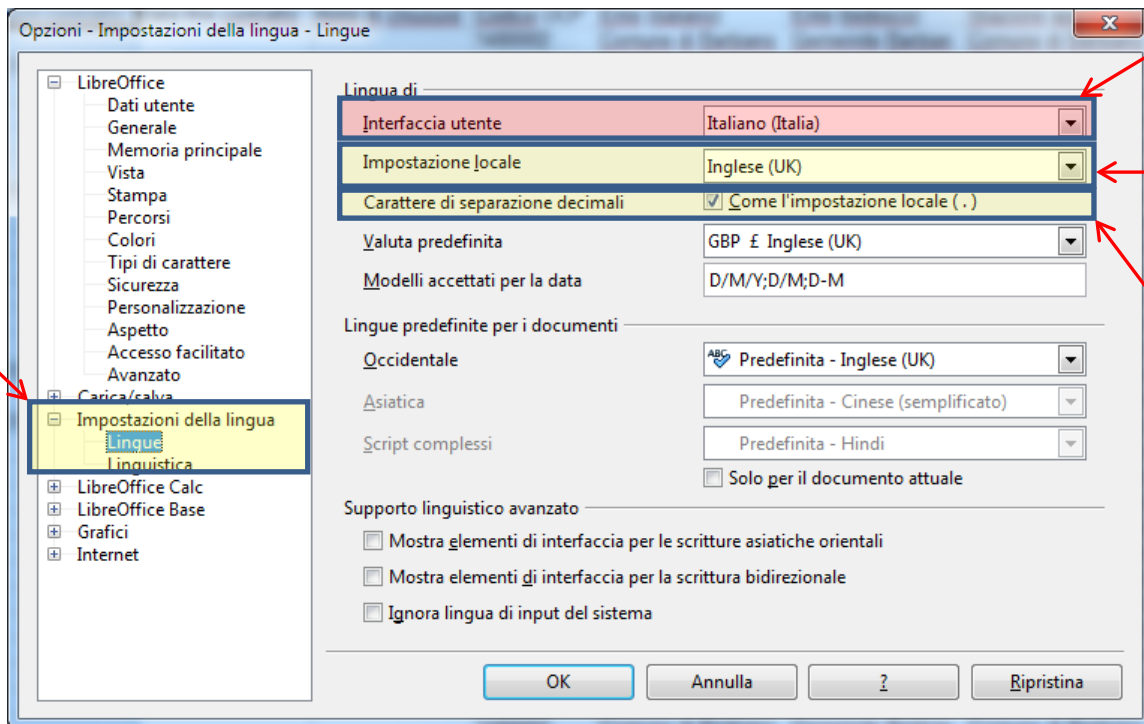 Opzioni - Impostazioni della lingua - Lingue
LibreOffice
Dati utente
Generale
Memoria principale
Vista
Stampa
Percorsi
Colori
Tipi di carattere
Sicurezza
Personalizzazione
Aspetto
Accesso facilitato
Avanzato
Carica/salva
Impostazioni della lingua
Lingue
Linguistica
LibreOffice Calc
LibreOffice Base
Grafici
Internet
Lingua di
Interfaccia utente Italiano (Italia)
Impostazione locale Inglese (UK)
Carattere di separazione decimali Come l'impostazione locale ( . )
Valuta predefinita GBP £ Inglese (UK)
Modelli accettati per la data D/M/Y;D/M;D-M
Lingue predefinite per i documenti
Occidentale ABC Predefinita - Inglese (UK)
Asiatica Predefinita - Cinese (semplificato)
Script complessi Predefinita - Hindi
Solo per il documento attuale
Supporto linguistico avanzato
Mostra elementi di interfaccia per le scritture asiatiche orientali
Mostra elementi di interfaccia per la scrittura bidirezionale
Ignora lingua di input del sistema
OK Annulla ? Ripristina